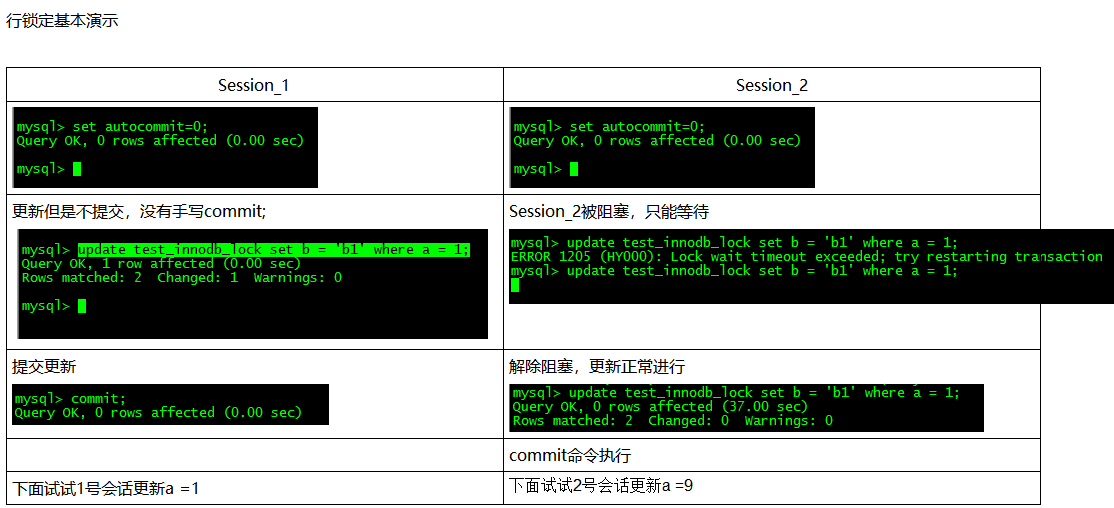 行锁定基本演示
Session_1
Session_2
mysql> set autocommit=0;
Query OK, 0 rows affected (0.00 sec)
mysql>
mysql> set autocommit=0;
Query OK, 0 rows affected (0.00 sec)
mysql>
更新但是不提交，没有手写commit;
mysql> update test_innodb_lock set b = 'b1' where a = 1;
Query OK, 1 row affected (0.00 sec)
Rows matched: 2  Changed: 1  Warnings: 0
mysql>
Session_2被阻塞，只能等待
mysql> update test_innodb_lock set b = 'b1' where a = 1;
ERROR 1205 (HY000): Lock wait timeout exceeded; try restarting transaction
mysql> update test_innodb_lock set b = 'b1' where a = 1;
提交更新
mysql> commit;
Query OK, 0 rows affected (0.00 sec)
解除阻塞，更新正常进行
mysql> update test_innodb_lock set b = 'b1' where a = 1;
Query OK, 0 rows affected (37.00 sec)
Rows matched: 2  Changed: 0  Warnings: 0
commit命令执行
下面试试1号会话更新a =1
下面试试2号会话更新a =9